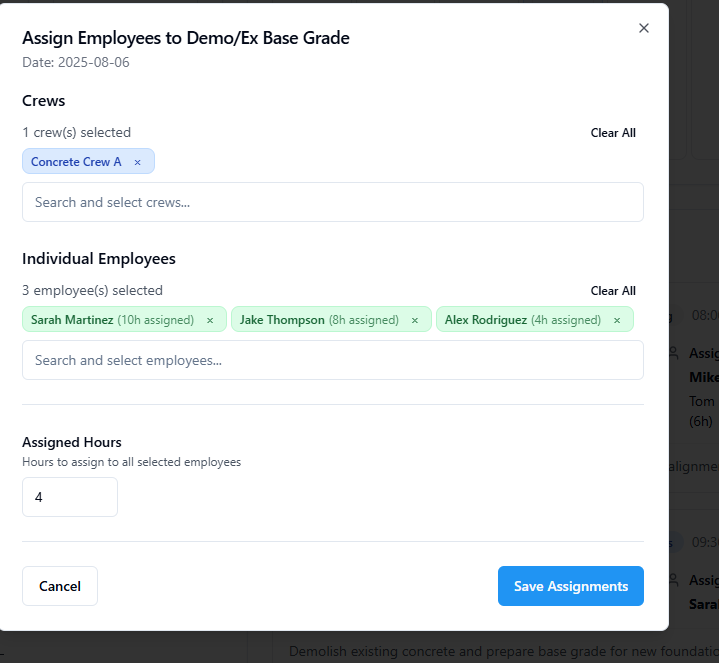 Assign Employees to Demo/Ex Base Grade
Date: 2025-08-06
Crews
1 crew(s) selected
Clear All
Concrete Crew A ×
Search and select crews...
Individual Employees
3 employee(s) selected
Clear All
Sarah Martinez (10h assigned) ×
Jake Thompson (8h assigned) ×
Alex Rodriguez (4h assigned) ×
Search and select employees...
Assigned Hours
Hours to assign to all selected employees
4
Cancel
Save Assignments
08:0
Assig
Mike
Tom
(6h)
alignme
09:3
Assig
Sara
Demolish existing concrete and prepare base grade for new foundatio